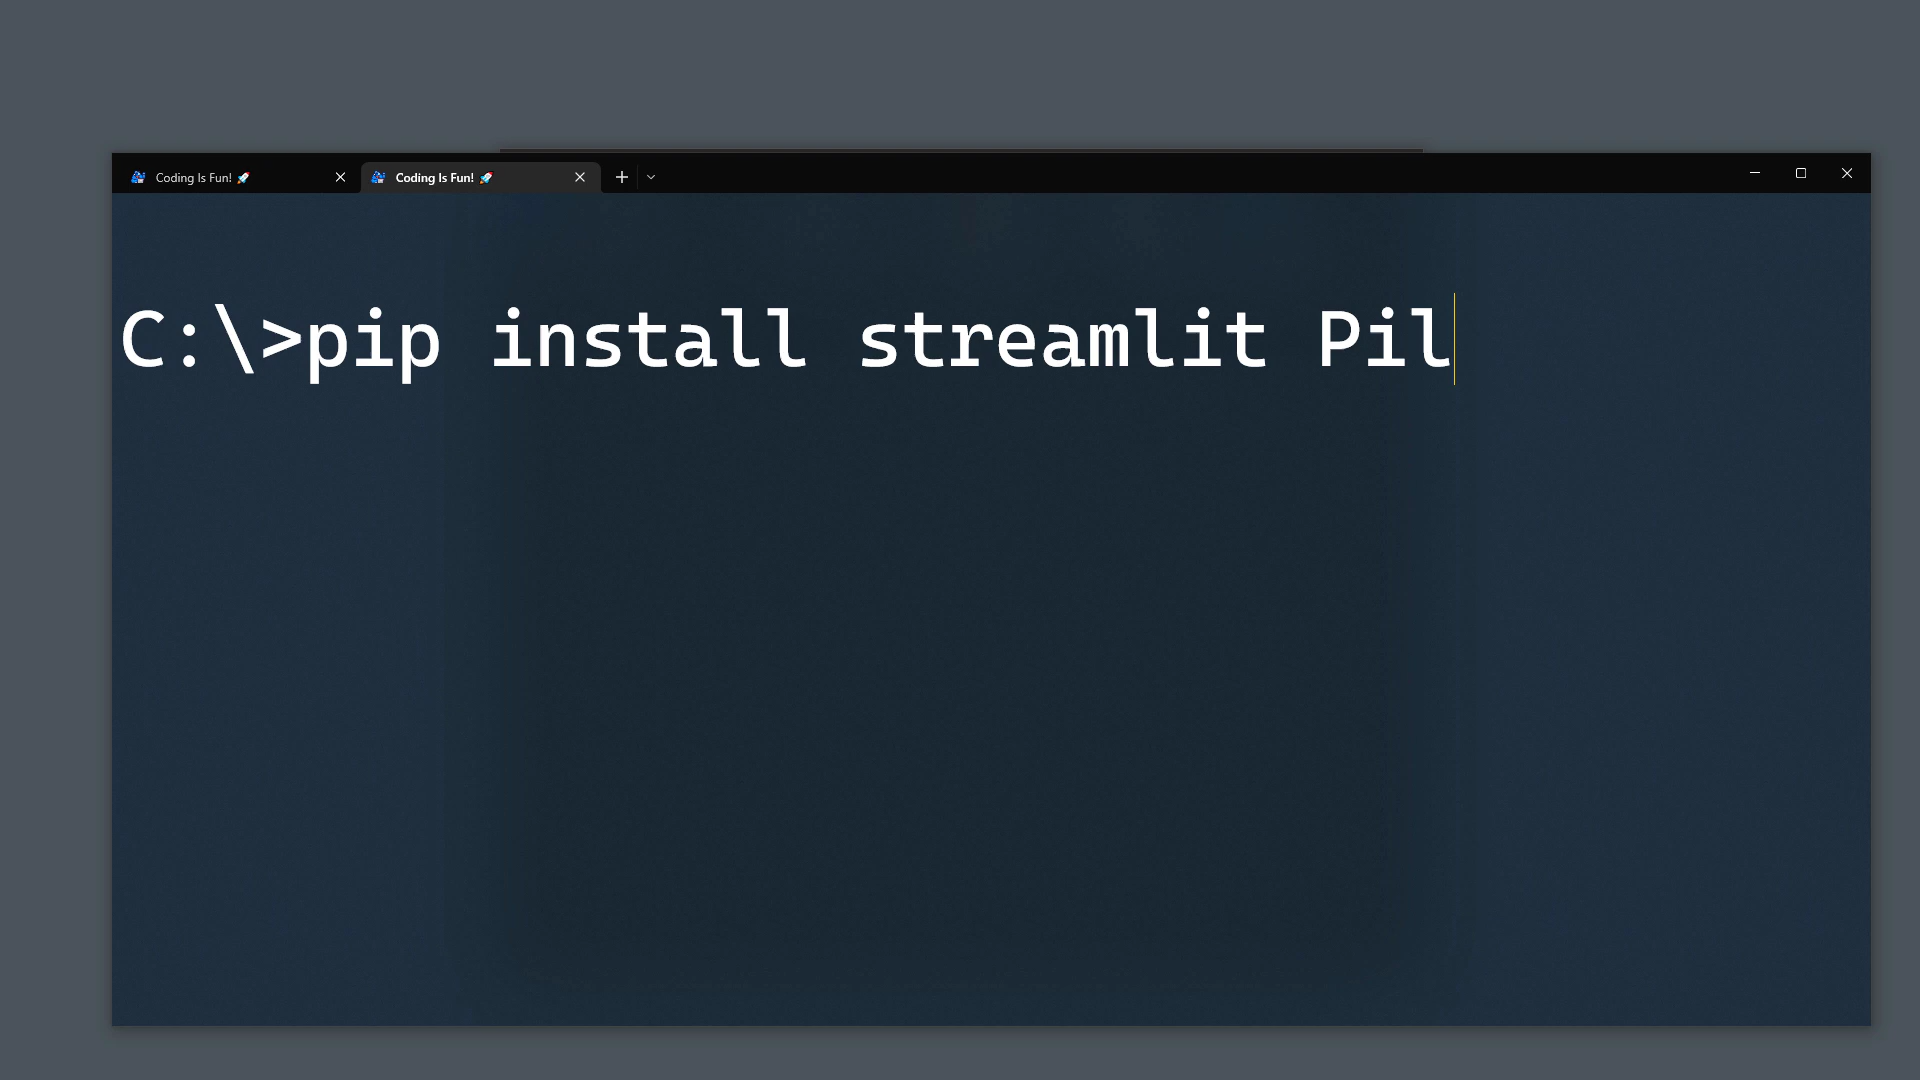 Coding Is Fun! 🚀
Coding Is Fun! 🚀
C:\>pip install streamlit Pil